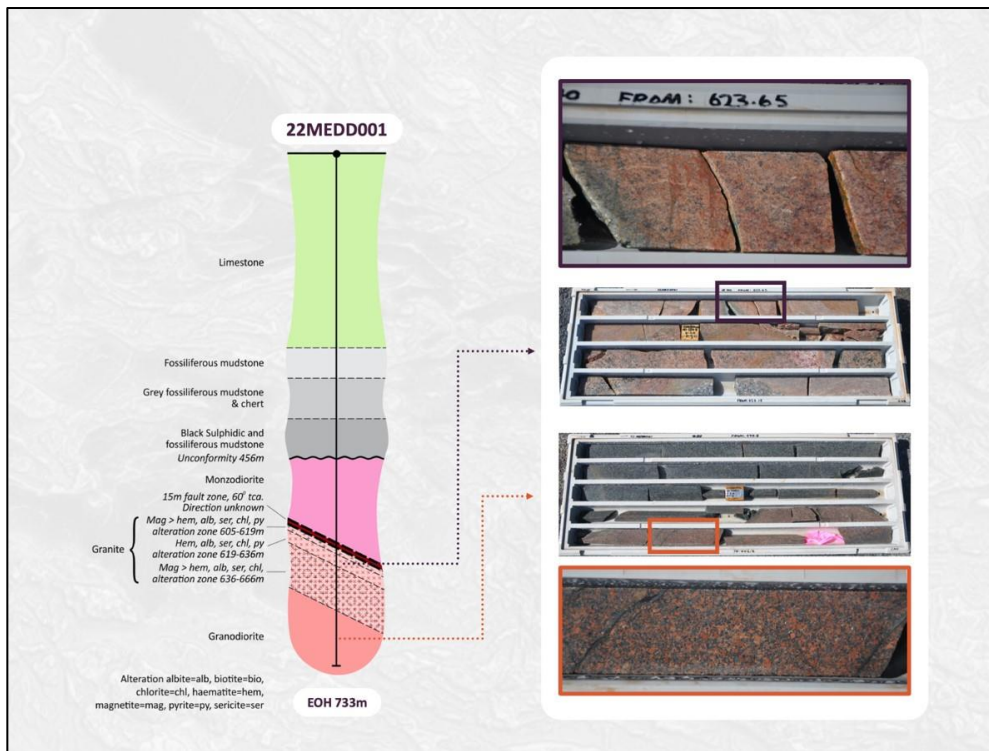 22MEDD001
Limestone
Fossiliferous mudstone
Grey fossiliferous mudstone
& chert
Black Sulphidic and
fossiliferous mudstone
Unconformity 456m
Monzodiorite
15m fault zone, 60° tca.
Direction unknown
Mag > hem, alb, ser, chl, py
alteration zone 605-619m
Hem, alb, ser, chl, py
alteration zone 619-636m
Granite
Mag > hem, alb, ser, chl,
alteration zone 636-666m
Granodiorite
Alteration albite=alb, biotite=bio,
chlorite=chl, haematite=hem,
magnetite=mag, pyrite=py, sericite=ser
EOH 733m
FROM: 623.65